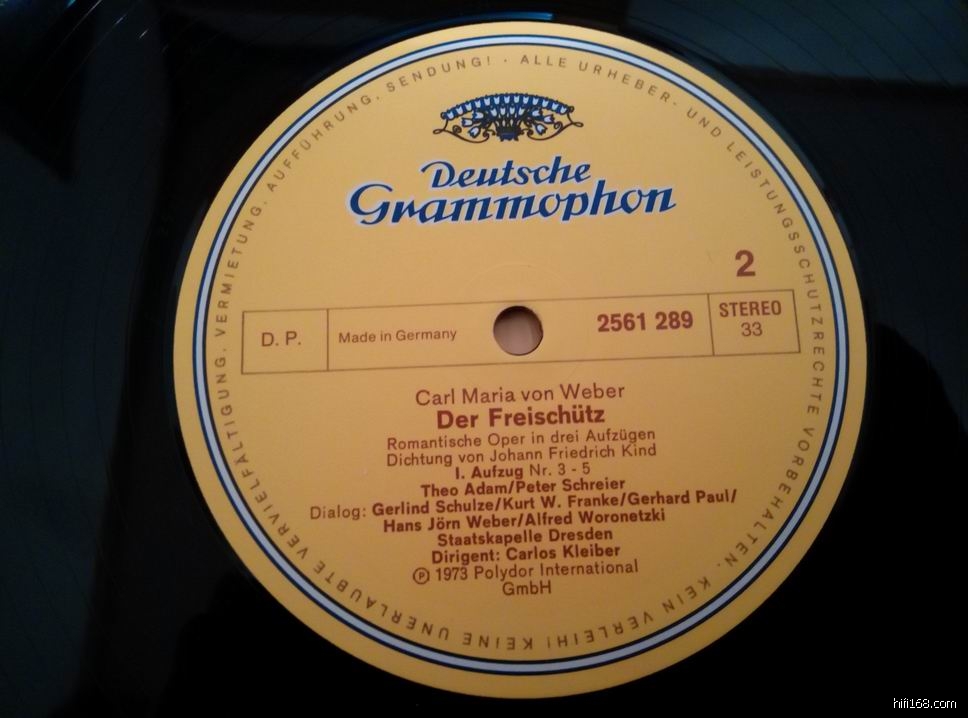 KEINE UNERLAUBTE VERVIELFÄLTIGUNG, VERMIETUNG, AUFFÜHRUNG, SENDUNG! · ALLE URHEBER- UND LEISTUNGSSCHUTZRECHTE VORBEHALTEN. KEIN VERLEIH!
Deutsche
Grammophon
2
D. P.
Made in Germany
2561 289
STEREO
33
Carl Maria von Weber
Der Freischütz
Romantische Oper in drei Aufzügen
Dichtung von Johann Friedrich Kind
I. Aufzug Nr. 3 - 5
Theo Adam/Peter Schreier
Dialog: Gerlind Schulze/Kurt W. Franke/Gerhard Paul/
Hans Jörn Weber/Alfred Woronetzki
Staatskapelle Dresden
Dirigent: Carlos Kleiber
Ⓟ 1973 Polydor International
GmbH
hifi168.com